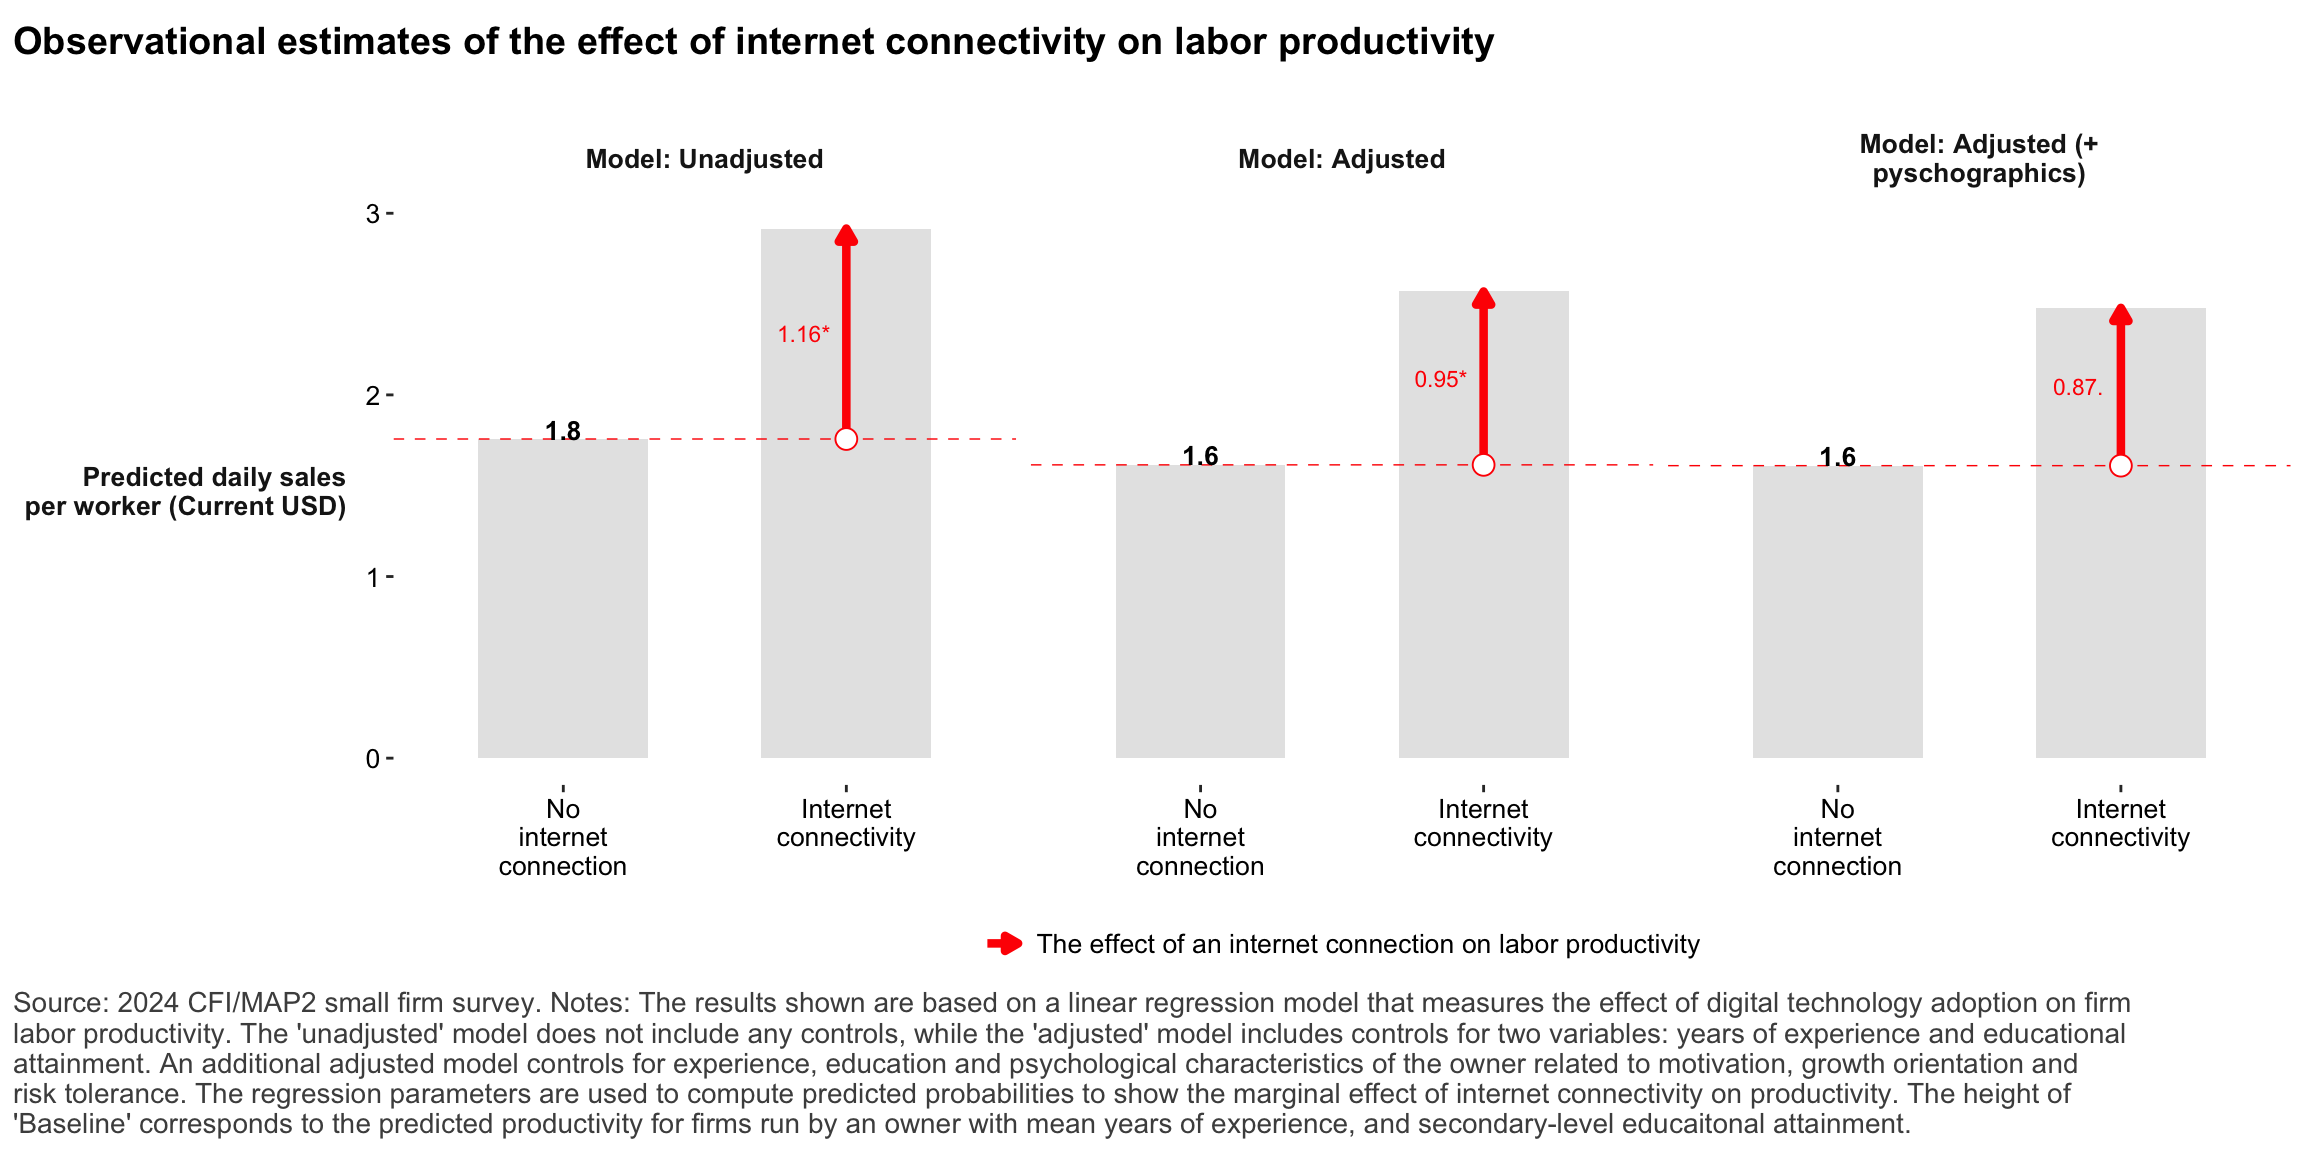 Observational estimates of the effect of internet connectivity on labor productivity
Model: Unadjusted
Model: Adjusted
Model: Adjusted (+
pyschographics)
3
2
1
0
Predicted daily sales
per worker (Current USD)
1.8
1.16*
1.6
0.95*
1.6
0.87.
No
internet
connection
Internet
connectivity
No
internet
connection
Internet
connectivity
No
internet
connection
Internet
connectivity
The effect of an internet connection on labor productivity
Source: 2024 CFI/MAP2 small firm survey. Notes: The results shown are based on a linear regression model that measures the effect of digital technology adoption on firm
labor productivity. The 'unadjusted' model does not include any controls, while the 'adjusted' model includes controls for two variables: years of experience and educational
attainment. An additional adjusted model controls for experience, education and psychological characteristics of the owner related to motivation, growth orientation and
risk tolerance. The regression parameters are used to compute predicted probabilities to show the marginal effect of internet connectivity on productivity. The height of
'Baseline' corresponds to the predicted productivity for firms run by an owner with mean years of experience, and secondary-level educaitonal attainment.